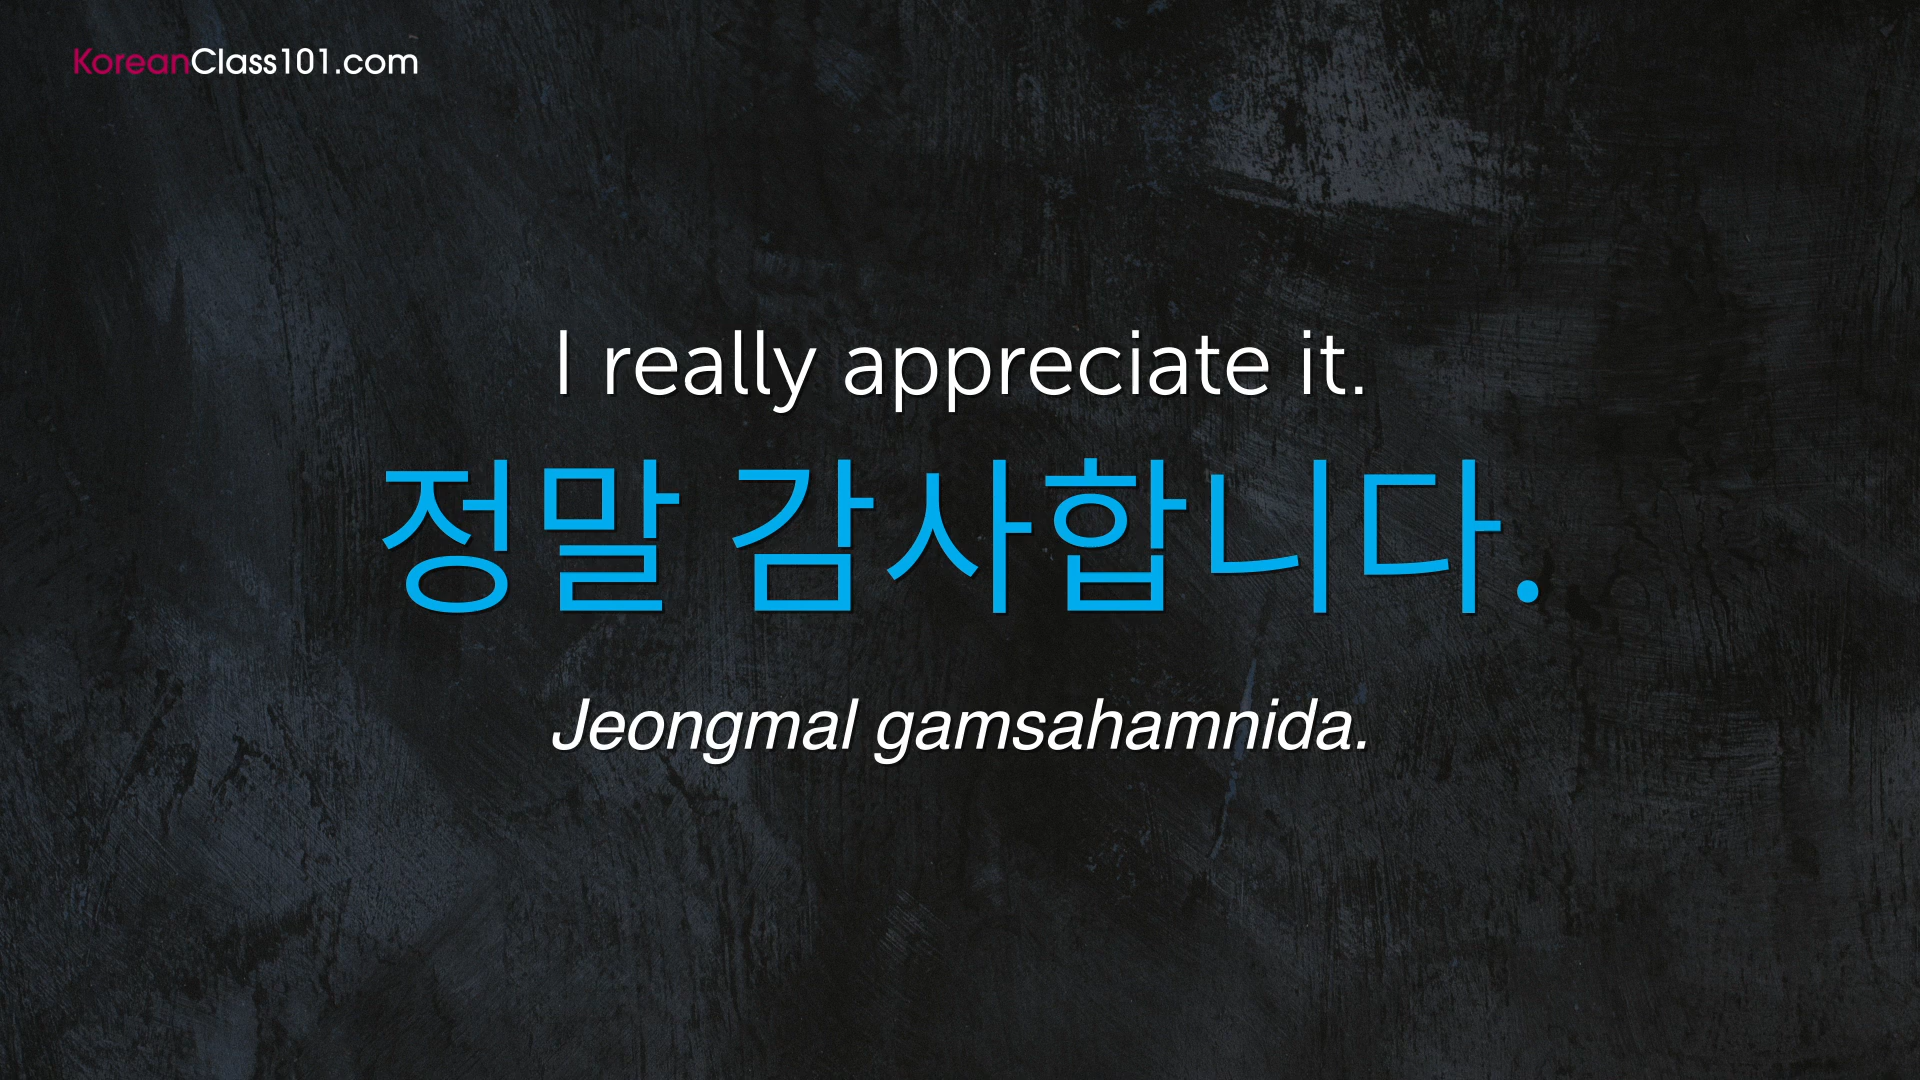 KoreanClass101.com
I really appreciate it.
정말 감사합니다.
Jeongmal gamsahamnida.